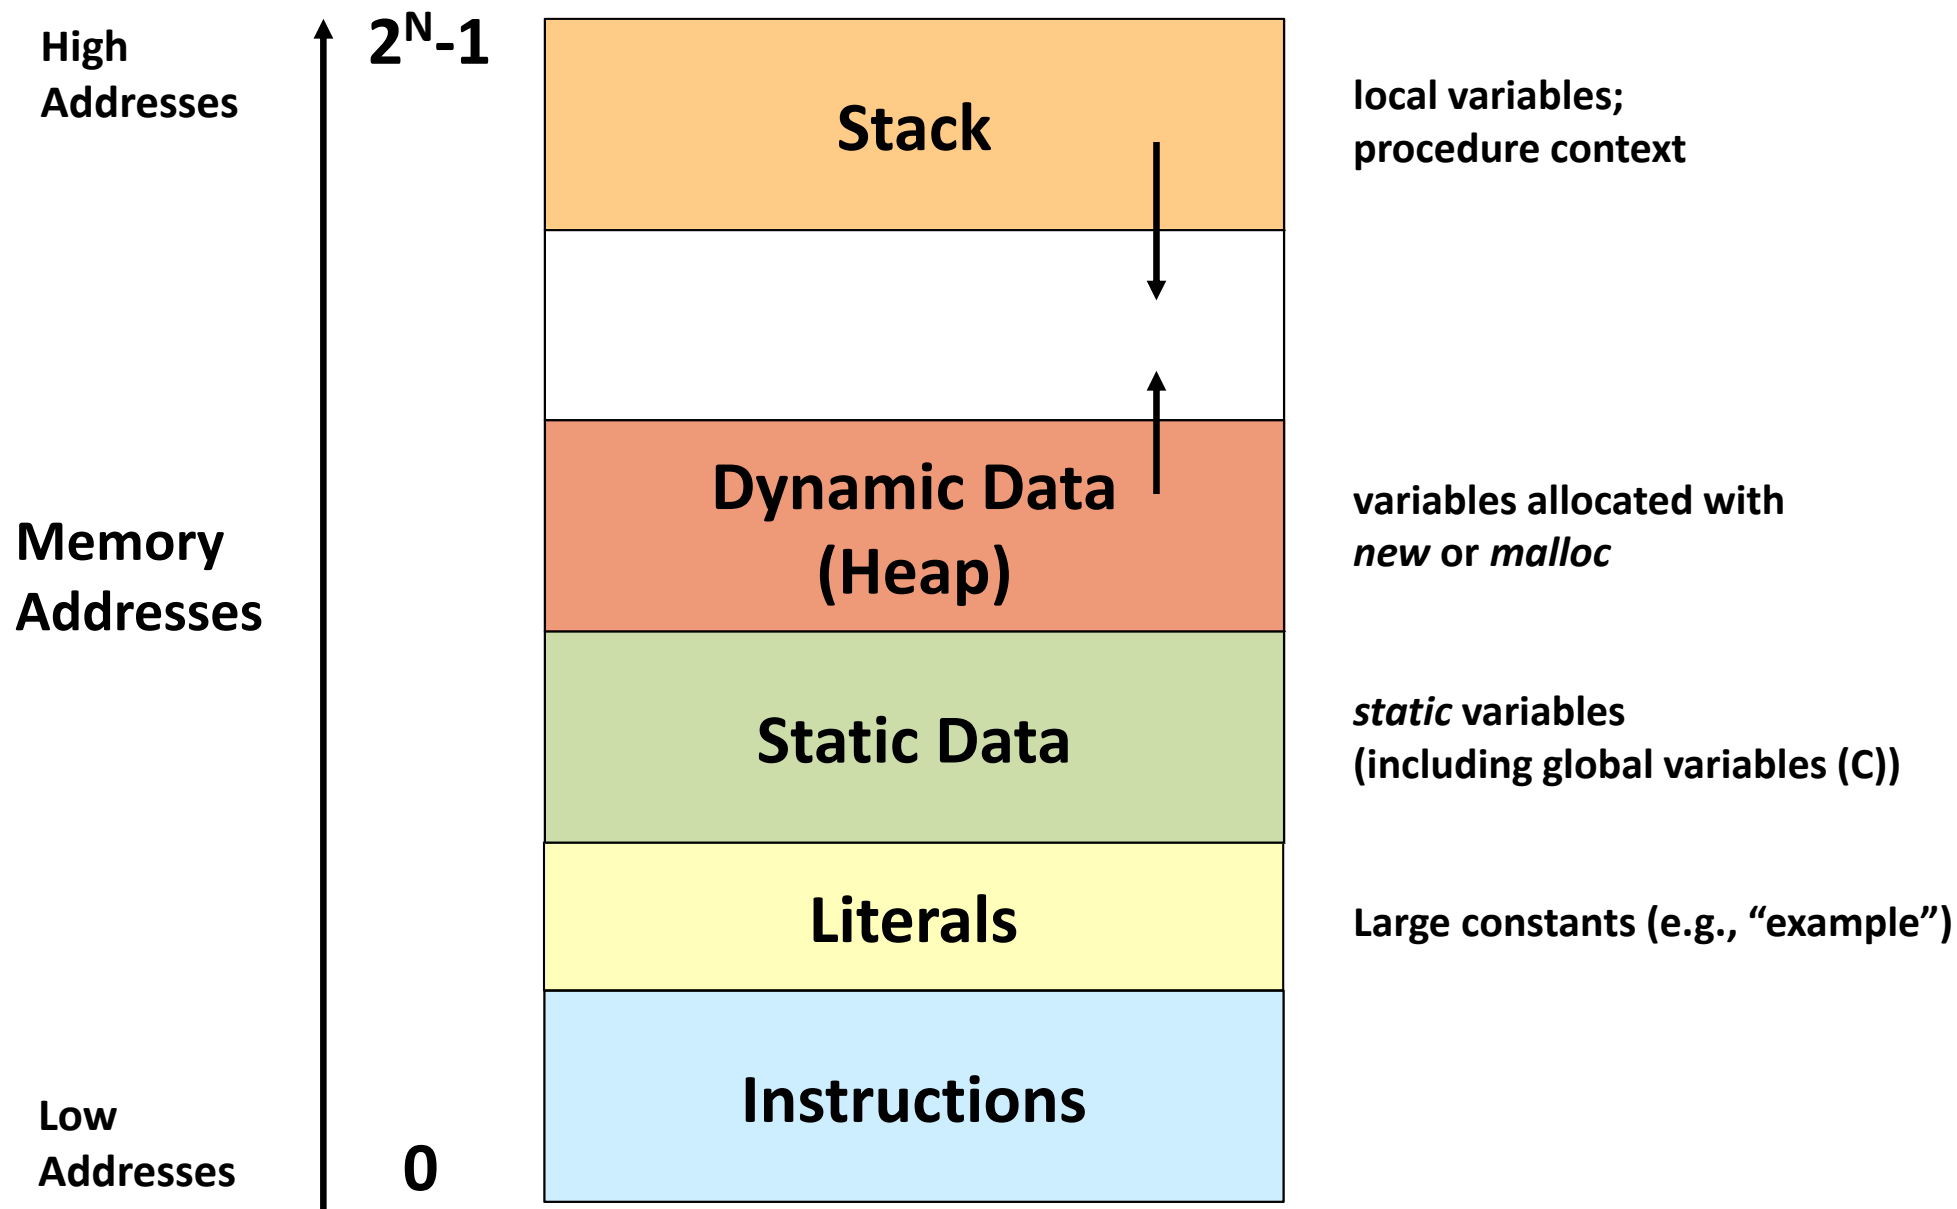 High
Addresses
2ᴺ-1
Stack
local variables;
procedure context
Memory
Addresses
Dynamic Data
(Heap)
variables allocated with
new or malloc
Static Data
static variables
(including global variables (C))
Literals
Large constants (e.g., “example”)
Instructions
Low
Addresses
0